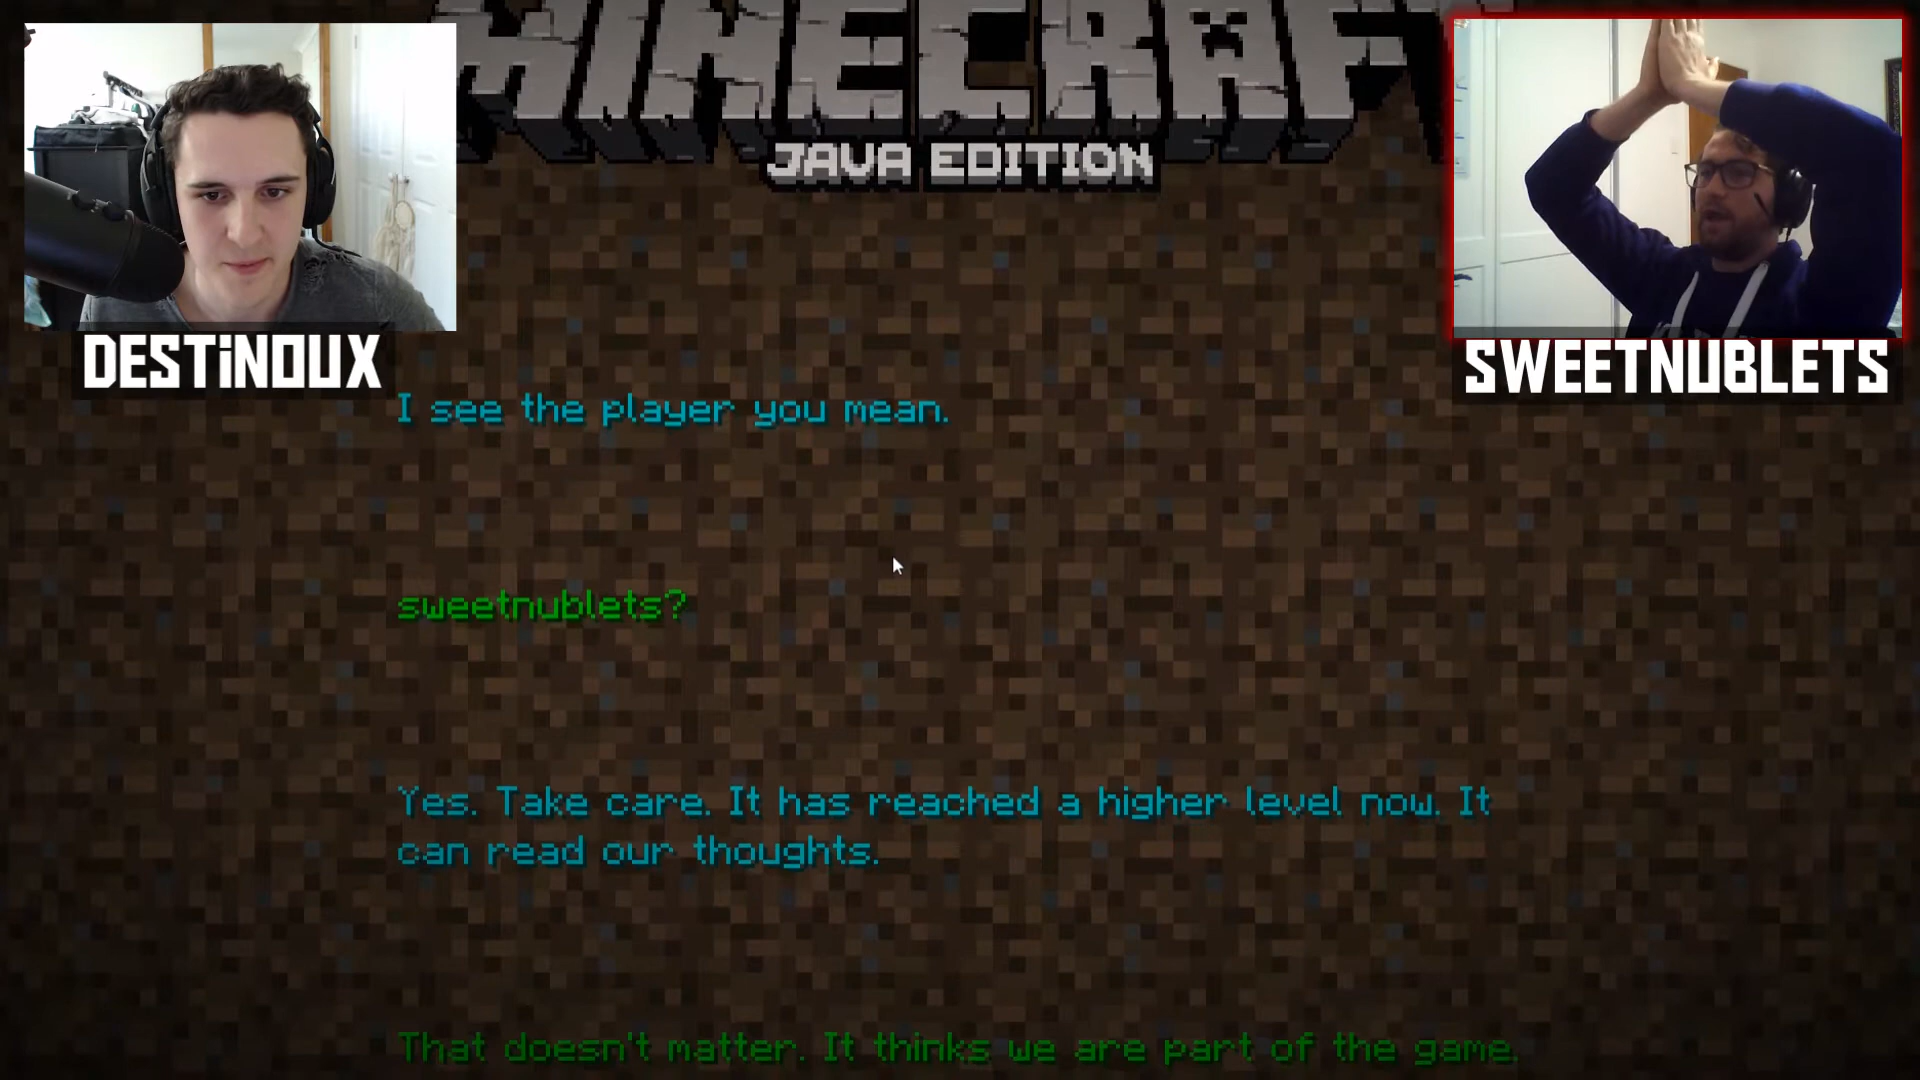 MINECRAFT
JAVA EDITION
DESTiNOUX
SWEETNUBLETS
I see the player you mean.
sweetnublets?
Yes. Take care. It has reached a higher level now. It
can read our thoughts.
That doesn't matter. It thinks we are part of the game.